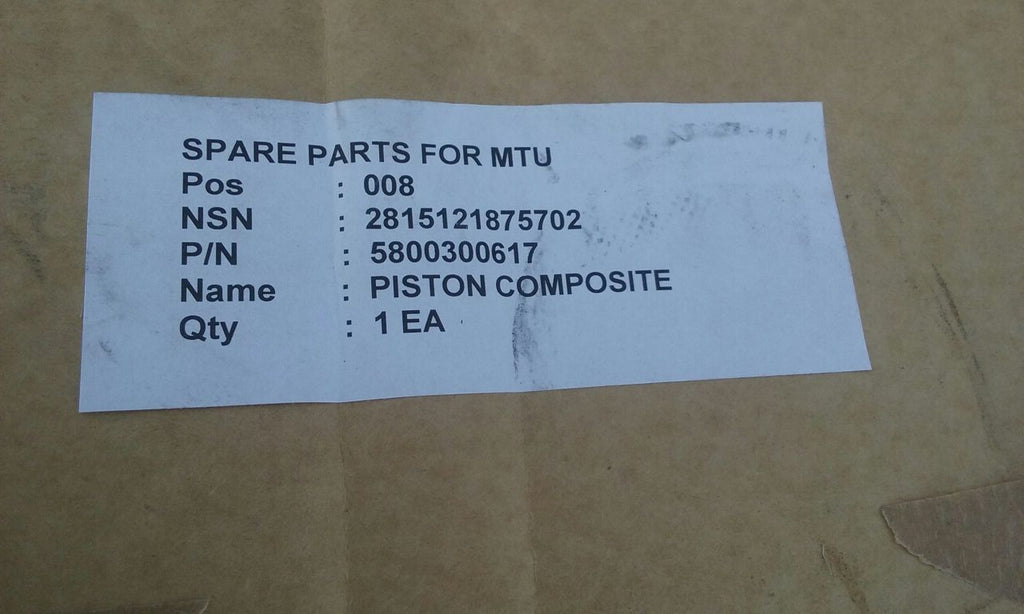 SPARE PARTS FOR MTU
Pos : 008
NSN : 2815121875702
P/N : 5800300617
Name : PISTON COMPOSITE
Qty : 1 EA